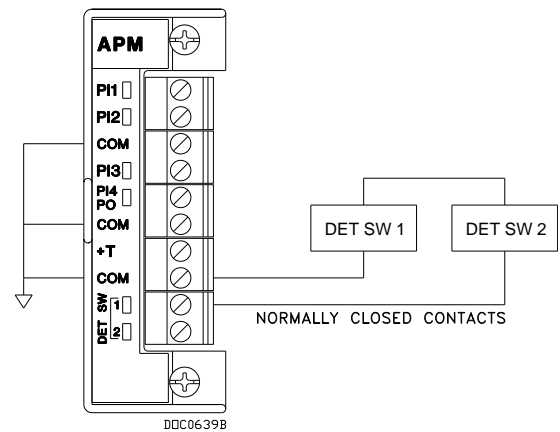 APM
PI1
PI2
COM
PI3
PI4
PO
COM
+T
COM
DET SW
1
2
DET SW 1
DET SW 2
NORMALLY CLOSED CONTACTS
DOC0639B